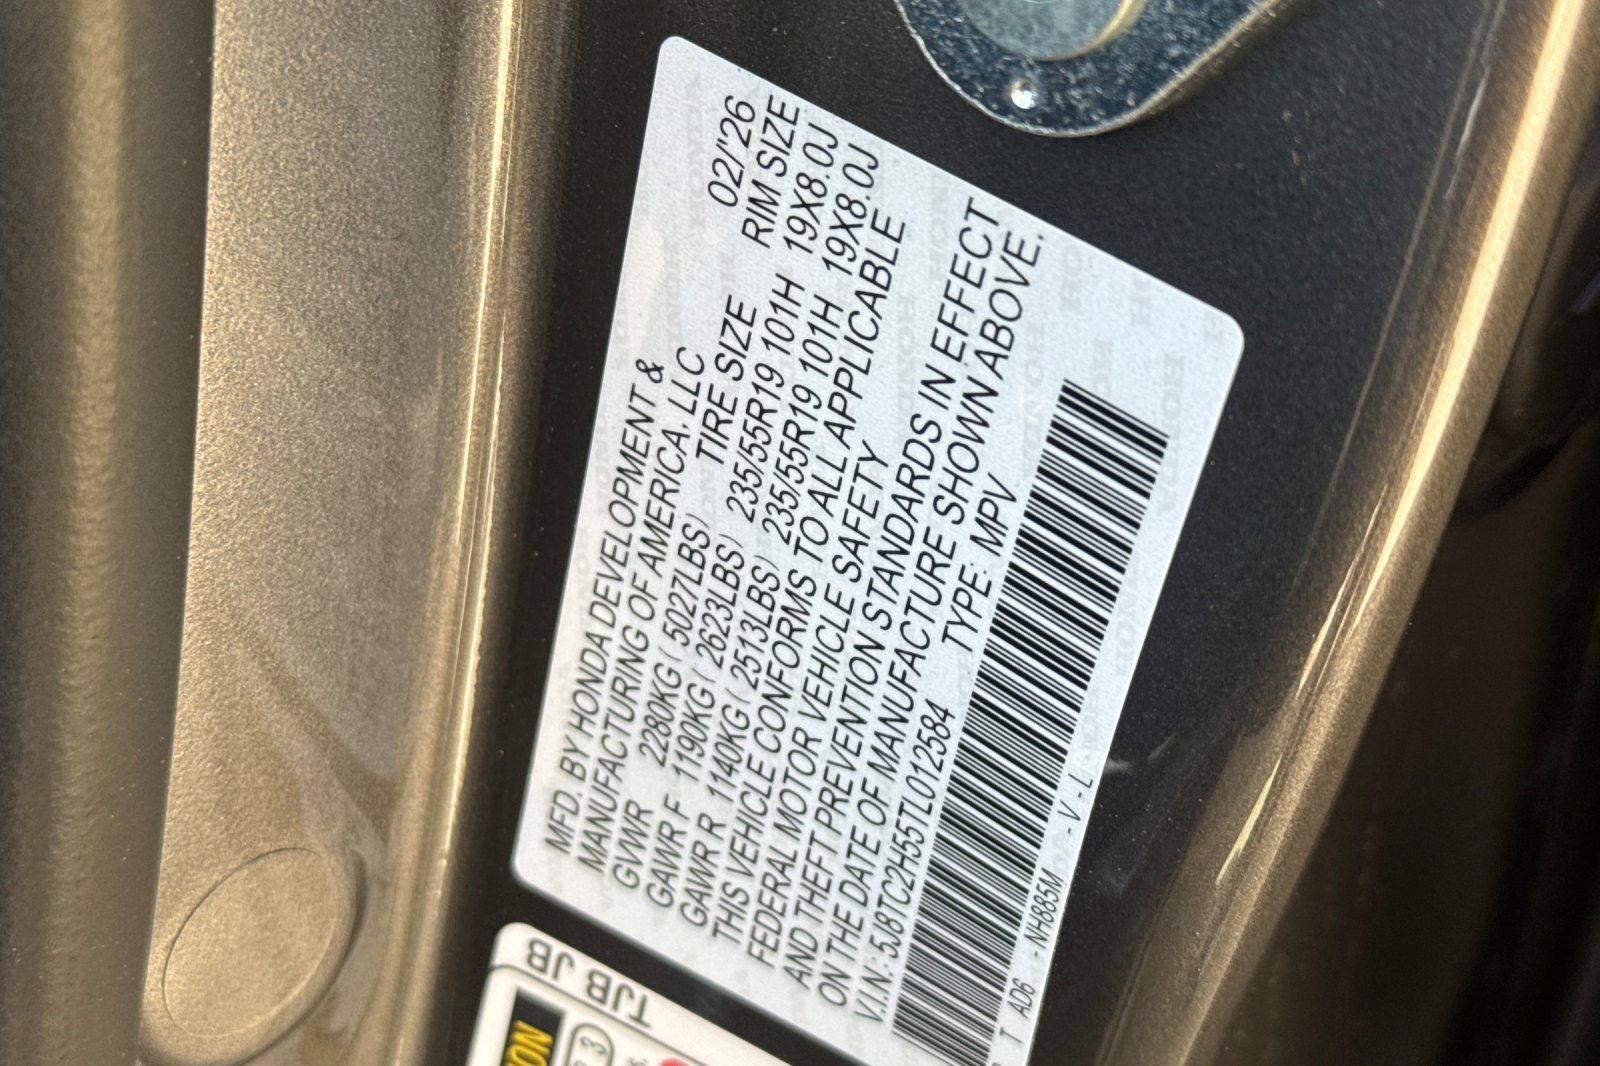 MFD. BY HONDA DEVELOPMENT &
MANUFACTURING OF AMERICA, LLC 02/"26
GVWR 2280KG ( 5027LBS) TIRE SIZE RIM SIZE
GAWR F 1190KG ( 2623LBS) 235/55R19 101H 19X8.0J
GAWR R 1140KG ( 2513LBS) 235/55R19 101H 19X8.0J
THIS VEHICLE CONFORMS TO ALL APPLICABLE
FEDERAL MOTOR VEHICLE SAFETY
AND THEFT PREVENTION STANDARDS IN EFFECT
ON THE DATE OF MANUFACTURE SHOWN ABOVE.
V.I.N.: 5J8TC2H55TL012584 TYPE: MPV
T AD6 - NH885M - V - L
TJB JB